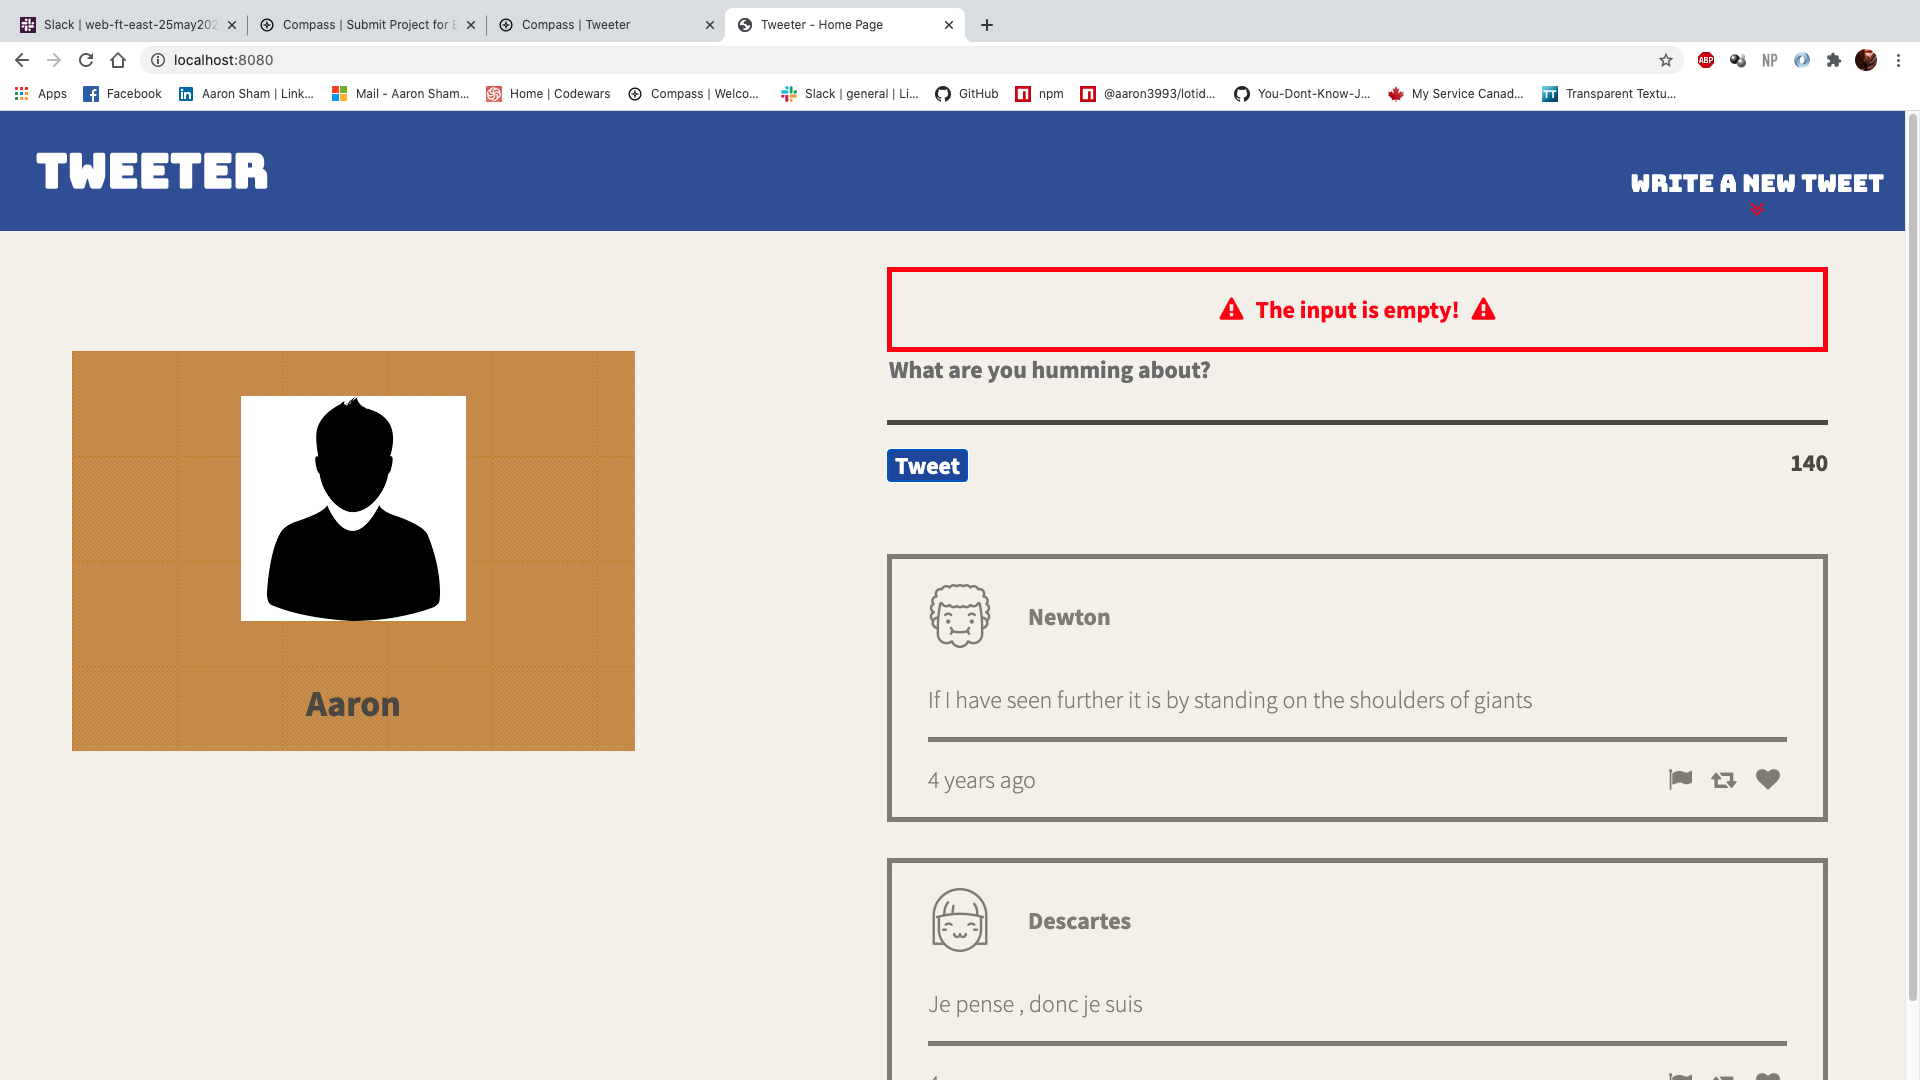 Slack | web-ft-east-25may202
Compass | Submit Project for E
Compass | Tweeter
Tweeter - Home Page
localhost:8080
ABP
NP
Apps
Facebook
Aaron Sham | Link...
Mail - Aaron Sham...
Home | Codewars
Compass | Welco...
Slack | general | Li...
GitHub
npm
@aaron3993/lotid...
You-Dont-Know-J...
My Service Canad...
TT
Transparent Textu...
TWEETER
WRITE A NEW TWEET
The input is empty!
What are you humming about?
Tweet
140
Aaron
Newton
If I have seen further it is by standing on the shoulders of giants
4 years ago
Descartes
Je pense , donc je suis